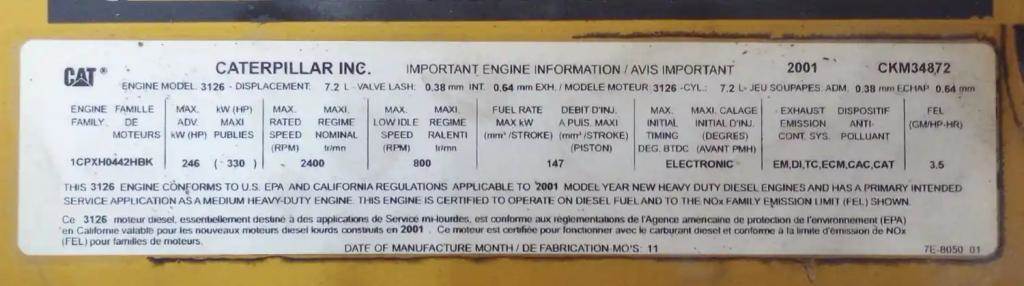 CAT® CATERPILLAR INC. IMPORTANT ENGINE INFORMATION / AVIS IMPORTANT 2001 CKM34872
ENGINE MODEL. 3126 - DISPLACEMENT. 7.2 L - VALVE LASH: 0.38 mm INT. 0.64 mm EXH. / MODELE MOTEUR 3126 -CYL.: 7.2 L- JEU SOUPAPES. ADM. 0.38 mm ECHAP 0.64 mm
ENGINE FAMILLE MAX. kW (HP) MAX. MAXI. MAX. MAXI. FUEL RATE DEBIT D'INJ. MAX. MAXI. CALAGE EXHAUST DISPOSITIF FEL
FAMILY. DE ADV. MAXI RATED REGIME LOW IDLE REGIME MAX kW A PUIS. MAXI INITIAL INITIAL D'INJ. EMISSION ANTI- (GM/HP-HR)
MOTEURS kW (HP) PUBLIES SPEED NOMINAL SPEED RALENTI (mm³ /STROKE) (mm³ /STROKE) TIMING (DEGRES) CONT. SYS. POLLUANT
(RPM) tr/mn (RPM) tr/mn (PISTON) DEG. BTDC (AVANT PMH)
1CPXH0442HBK 246 ( 330 ) 2400 800 147 ELECTRONIC EM,DI,TC,ECM,CAC,CAT 3.5
THIS 3126 ENGINE CONFORMS TO U.S. EPA AND CALIFORNIA REGULATIONS APPLICABLE TO 2001 MODEL YEAR NEW HEAVY DUTY DIESEL ENGINES AND HAS A PRIMARY INTENDED
SERVICE APPLICATION AS A MEDIUM HEAVY-DUTY ENGINE. THIS ENGINE IS CERTIFIED TO OPERATE ON DIESEL FUEL AND TO THE NOx FAMILY EMISSION LIMIT (FEL) SHOWN.
Ce 3126 moteur diesel, essentiellement destine à des applications de Service mi-lourdes, est conforme aux règlementations de l'Agence américaine de protection de l'environnement (EPA)
en Californie valable pour les nouveaux moteurs diesel lourds construits en 2001 . Ce moteur est certifiée pour fonctionner avec le carburant diesel et conforme à la limite d'émission de NOx
(FEL) pour familles de moteurs.
DATE OF MANUFACTURE MONTH / DE FABRICATION-MO'S: 11 7E-8050 01